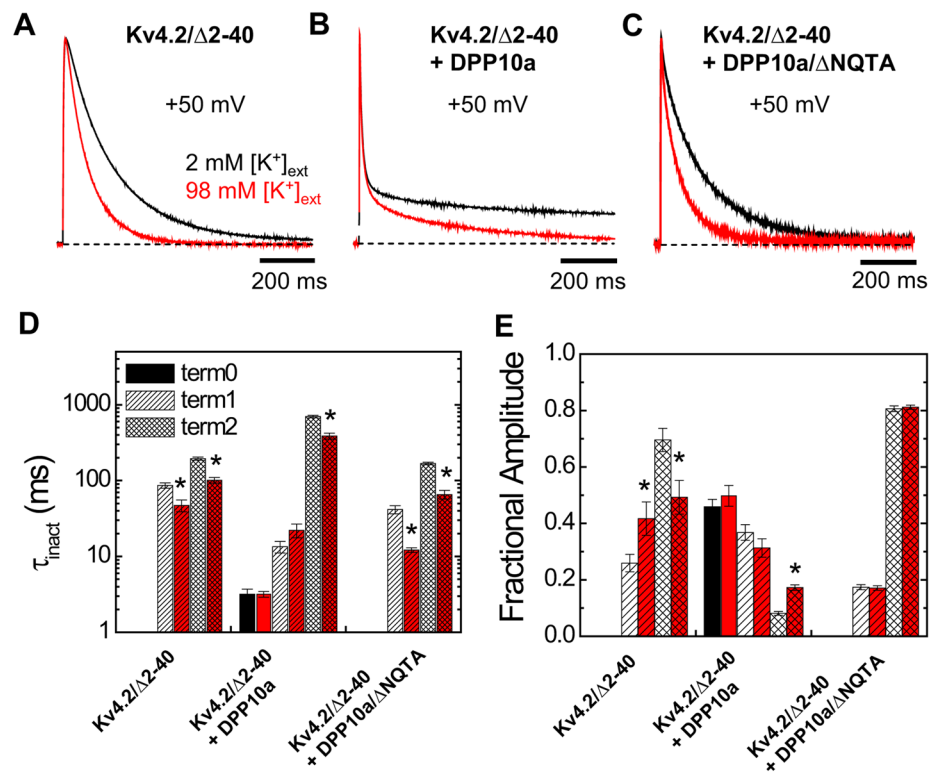 A
Kv4.2/Δ2-40
+50 mV
2 mM [K⁺]ext
98 mM [K⁺]ext
200 ms
B
Kv4.2/Δ2-40
+ DPP10a
+50 mV
200 ms
C
Kv4.2/Δ2-40
+ DPP10a/ΔNQTA
+50 mV
200 ms
D
τinact (ms)
1000
100
10
1
term0
term1
term2
* * * * *
Kv4.2/Δ2-40
Kv4.2/Δ2-40
+ DPP10a
Kv4.2/Δ2-40
+ DPP10a/ΔNQTA
E
Fractional Amplitude
1.0
0.8
0.6
0.4
0.2
0.0
* * *
Kv4.2/Δ2-40
Kv4.2/Δ2-40
+ DPP10a
Kv4.2/Δ2-40
+ DPP10a/ΔNQTA